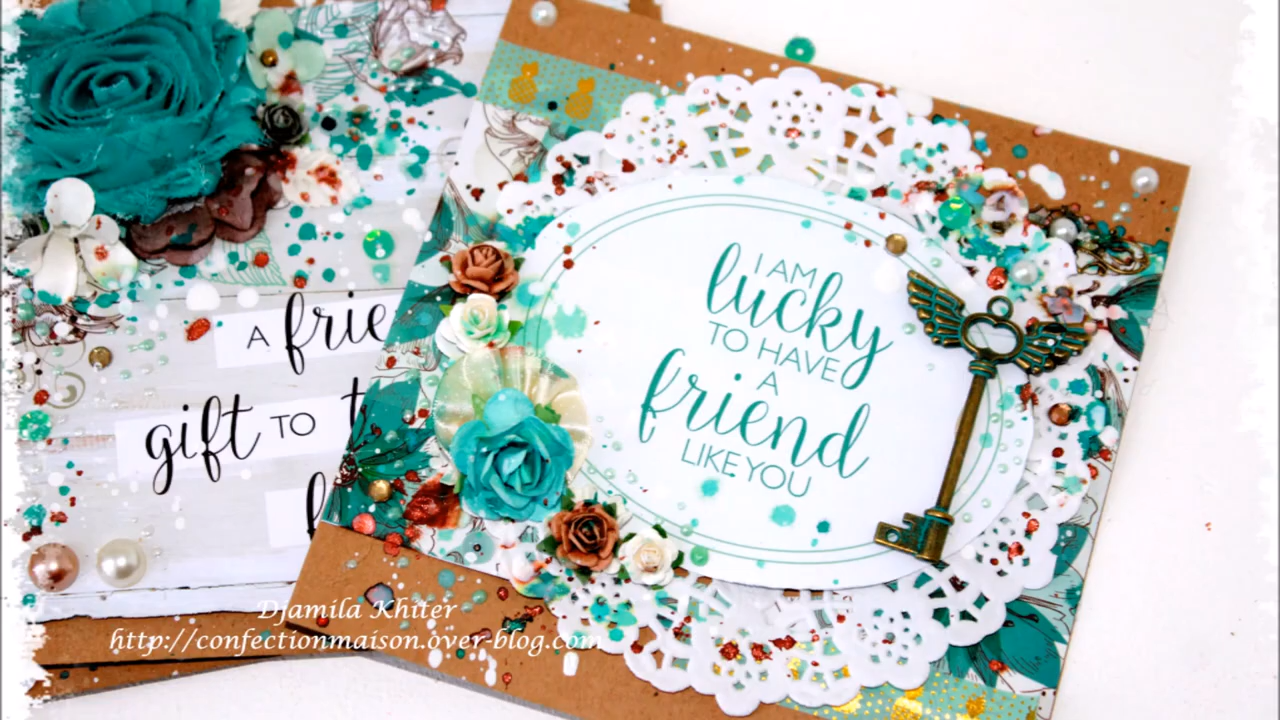 A frie
gift TO t
I AM
lucky
TO HAVE
A
friend
LIKE YOU
Djamila Khiter
http://confectionmaison.over-blog.com